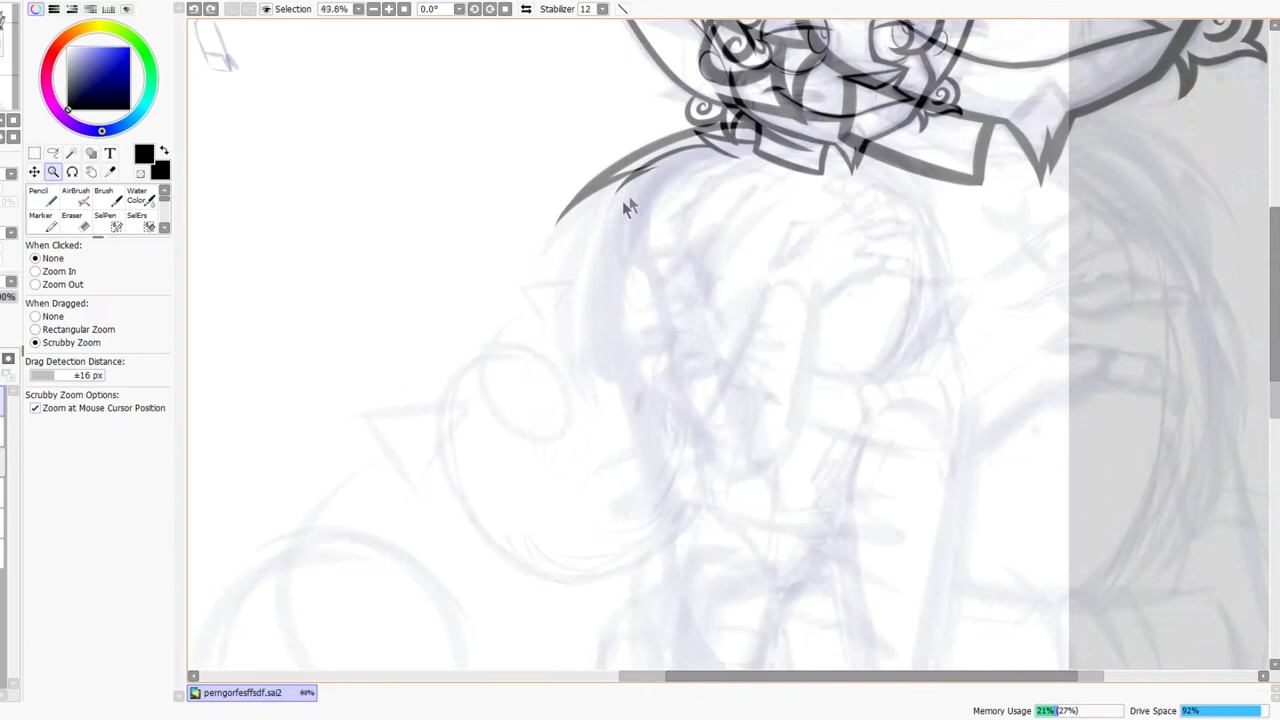 Selection 43.6% 0.0° Stabilizer 12
T
Pencil AirBrush Brush Water Color
Marker Eraser SelPen SelErs
When Clicked:
None
Zoom In
Zoom Out
When Dragged:
None
Rectangular Zoom
Scrubby Zoom
Drag Detection Distance:
±16 px
Scrubby Zoom Options:
Zoom at Mouse Cursor Position
perngorfesffsdf.sai2
Memory Usage 21% (27%) Drive Space 92%